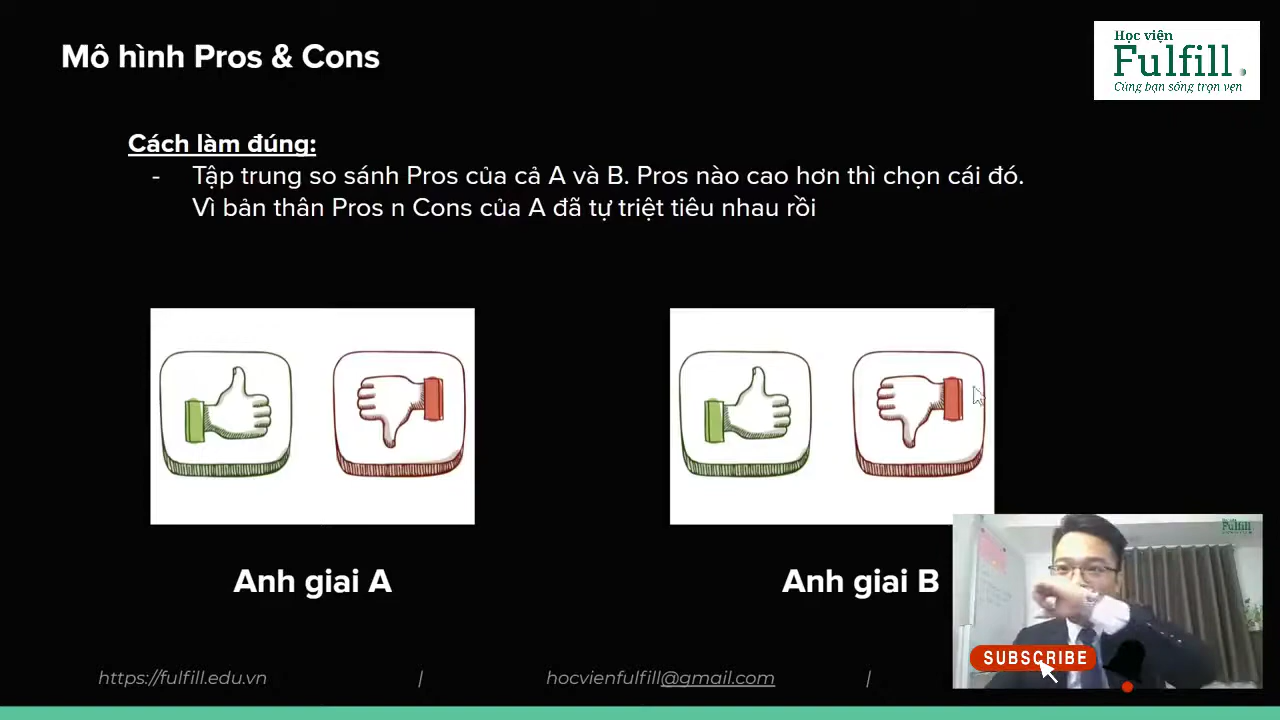 Mô hình Pros & Cons
Học viện
Fulfill.
Cùng bạn sống trọn vẹn
Cách làm đúng:
- Tập trung so sánh Pros của cả A và B. Pros nào cao hơn thì chọn cái đó.
Vì bản thân Pros n Cons của A đã tự triệt tiêu nhau rồi
Anh giai A
Anh giai B
Fulfill
SUBSCRIBE
https://fulfill.edu.vn | hocvienfulfill@gmail.com |